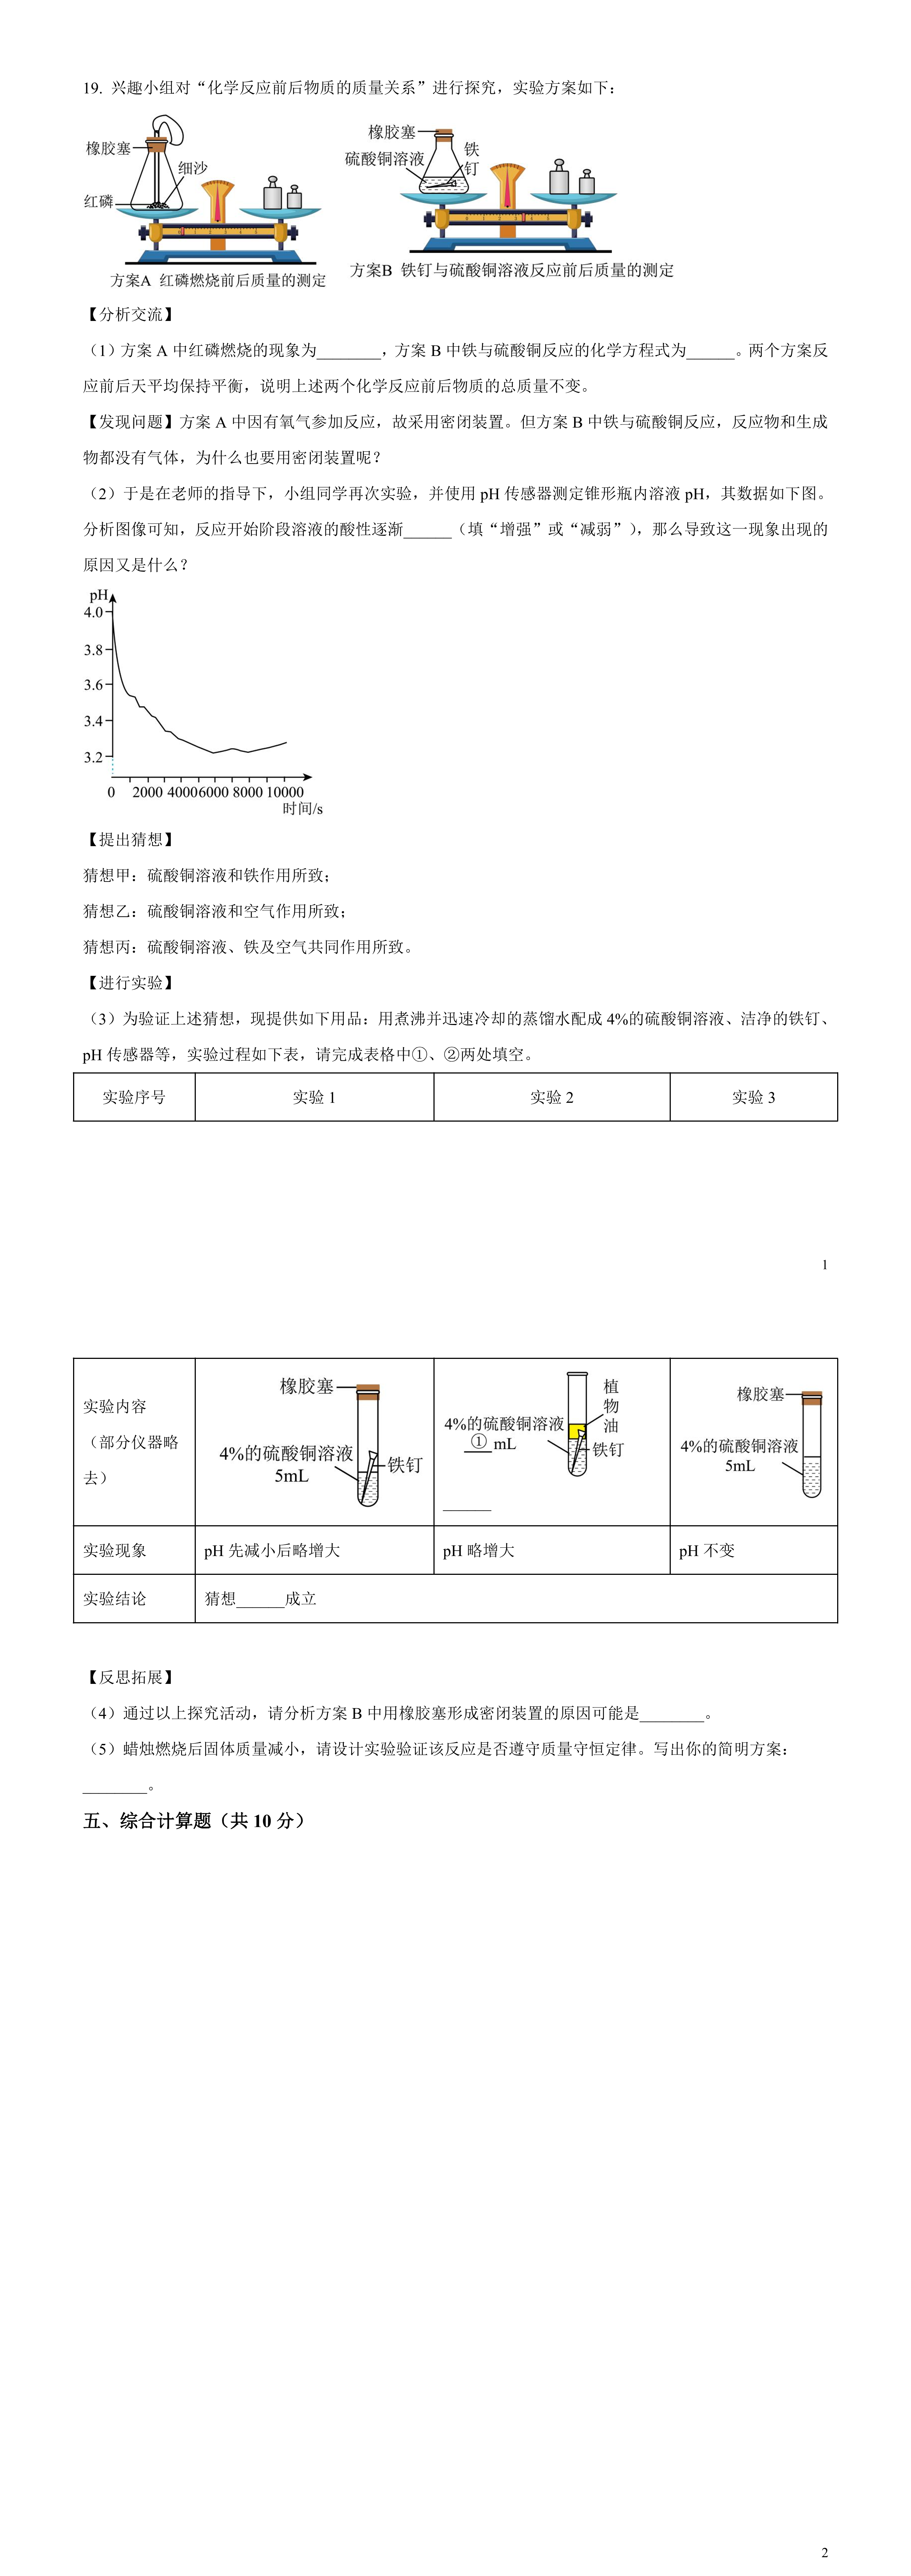 19. 兴趣小组对“化学反应前后物质的质量关系”进行探究，实验方案如下：
橡胶塞
细沙
红磷
方案A 红磷燃烧前后质量的测定
橡胶塞
硫酸铜溶液
铁
钉
方案B 铁钉与硫酸铜溶液反应前后质量的测定
【分析交流】
（1）方案 A 中红磷燃烧的现象为________，方案 B 中铁与硫酸铜反应的化学方程式为______。两个方案反
应前后天平均保持平衡，说明上述两个化学反应前后物质的总质量不变。
【发现问题】方案 A 中因有氧气参加反应，故采用密闭装置。但方案 B 中铁与硫酸铜反应，反应物和生成
物都没有气体，为什么也要用密闭装置呢？
（2）于是在老师的指导下，小组同学再次实验，并使用 pH 传感器测定锥形瓶内溶液 pH，其数据如下图。
分析图像可知，反应开始阶段溶液的酸性逐渐______（填“增强”或“减弱”），那么导致这一现象出现的
原因又是什么？
pH
4.0
3.8
3.6
3.4
3.2
0 2000 4000 6000 8000 10000
时间/s
【提出猜想】
猜想甲：硫酸铜溶液和铁作用所致；
猜想乙：硫酸铜溶液和空气作用所致；
猜想丙：硫酸铜溶液、铁及空气共同作用所致。
【进行实验】
（3）为验证上述猜想，现提供如下用品：用煮沸并迅速冷却的蒸馏水配成 4%的硫酸铜溶液、洁净的铁钉、
pH 传感器等，实验过程如下表，请完成表格中①、②两处填空。
实验序号 实验 1 实验 2 实验 3
1
实验内容
（部分仪器略
去）
橡胶塞
4%的硫酸铜溶液
5mL
铁钉
植
物
油
4%的硫酸铜溶液
① mL
铁钉
______
橡胶塞
4%的硫酸铜溶液
5mL
实验现象 pH 先减小后略增大 pH 略增大 pH 不变
实验结论 猜想______成立
【反思拓展】
（4）通过以上探究活动，请分析方案 B 中用橡胶塞形成密闭装置的原因可能是________。
（5）蜡烛燃烧后固体质量减小，请设计实验验证该反应是否遵守质量守恒定律。写出你的简明方案：
________。
五、综合计算题（共 10 分）
2